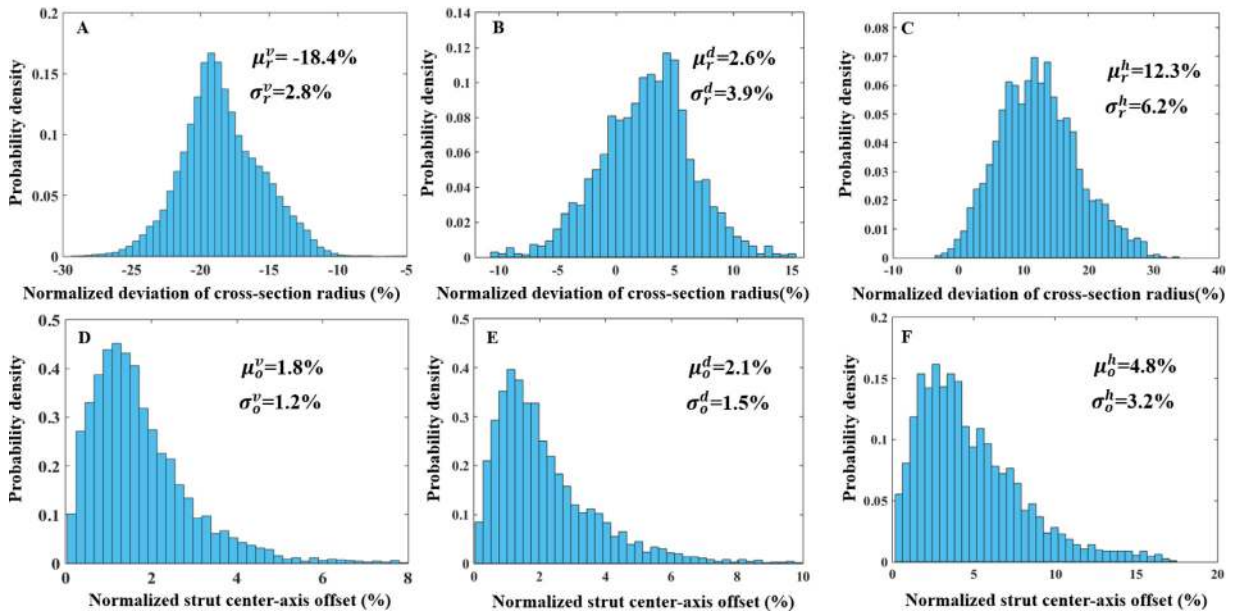 A
μ_r^v= -18.4%
σ_r^v=2.8%
Probability density
0.2
0.15
0.1
0.05
0
-30
-25
-20
-15
-10
-5
Normalized deviation of cross-section radius (%)
B
μ_r^d=2.6%
σ_r^d=3.9%
Probability density
0.14
0.12
0.10
0.08
0.06
0.04
0.02
0
-10
-5
0
5
10
15
Normalized deviation of cross-section radius(%)
C
μ_r^h=12.3%
σ_r^h=6.2%
Probability density
0.08
0.07
0.06
0.05
0.04
0.03
0.02
0.01
0
-10
0
10
20
30
40
Normalized deviation of cross-section radius(%)
D
μ_o^v=1.8%
σ_o^v=1.2%
Probability density
0.5
0.4
0.3
0.2
0.1
0
0
2
4
6
8
Normalized strut center-axis offset (%)
E
μ_o^d=2.1%
σ_o^d=1.5%
Probability density
0.5
0.4
0.3
0.2
0.1
0
0
2
4
6
8
10
Normalized strut center-axis offset (%)
F
μ_o^h=4.8%
σ_o^h=3.2%
Probability density
0.2
0.15
0.1
0.05
0
0
5
10
15
20
Normalized strut center-axis offset (%)